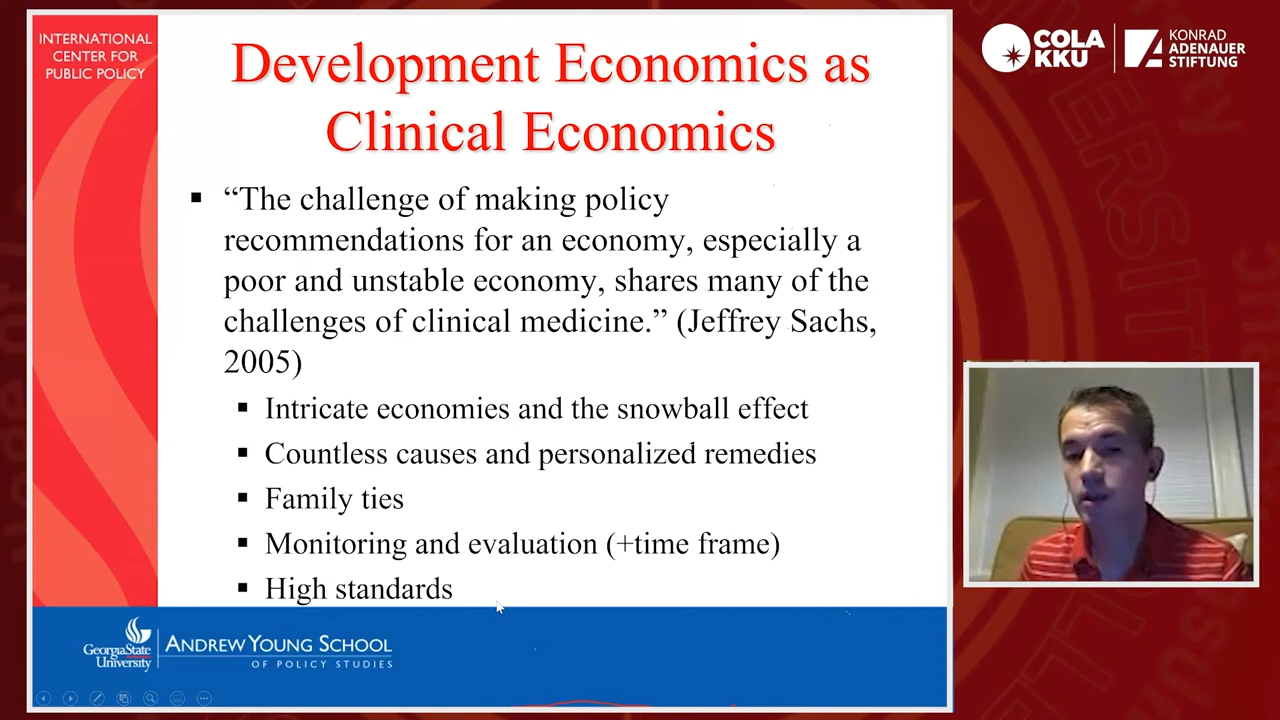 INTERNATIONAL
CENTER FOR
PUBLIC POLICY
Development Economics as
Clinical Economics
▪ “The challenge of making policy
recommendations for an economy, especially a
poor and unstable economy, shares many of the
challenges of clinical medicine.” (Jeffrey Sachs,
2005)
▪ Intricate economies and the snowball effect
▪ Countless causes and personalized remedies
▪ Family ties
▪ Monitoring and evaluation (+time frame)
▪ High standards
GeorgiaState
University
ANDREW YOUNG SCHOOL
OF POLICY STUDIES
COLA
KKU
KONRAD
ADENAUER
STIFTUNG